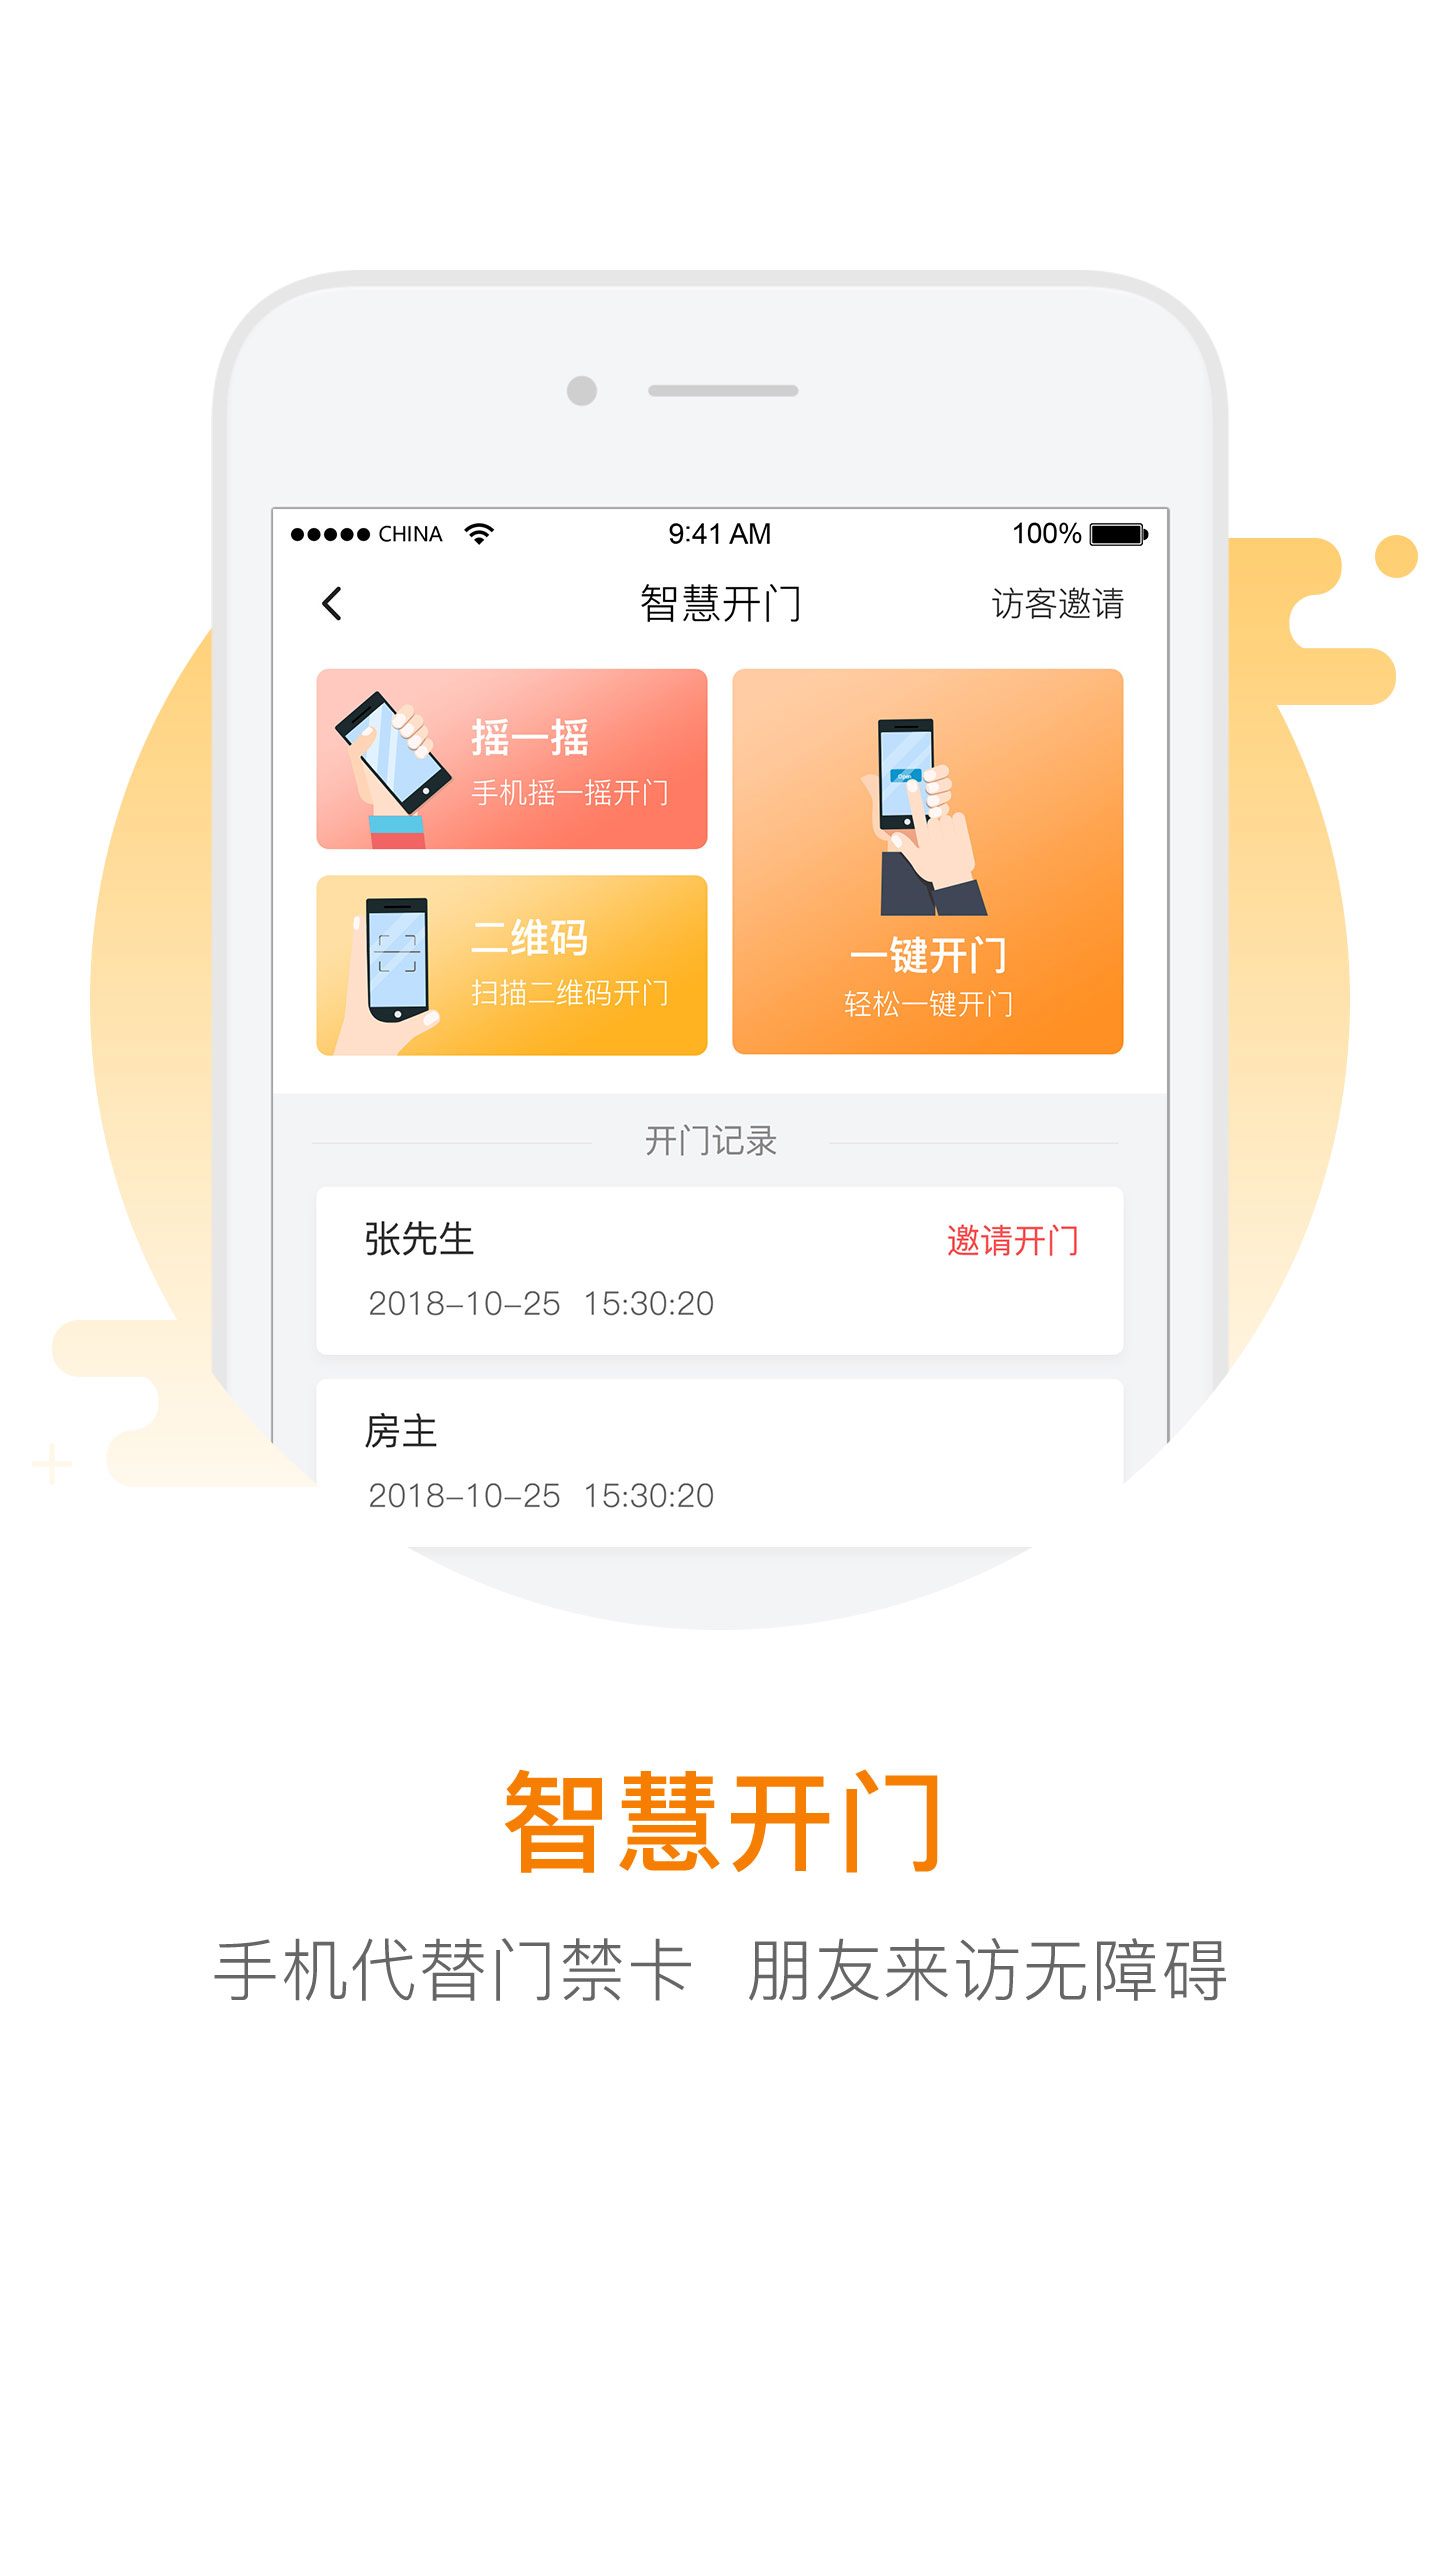 CHINA 9:41 AM 100%
智慧开门 访客邀请
摇一摇
手机摇一摇开门
二维码
扫描二维码开门
Open
一键开门
轻松一键开门
开门记录
张先生 邀请开门
2018-10-25 15:30:20
房主
2018-10-25 15:30:20
智慧开门
手机代替门禁卡 朋友来访无障碍